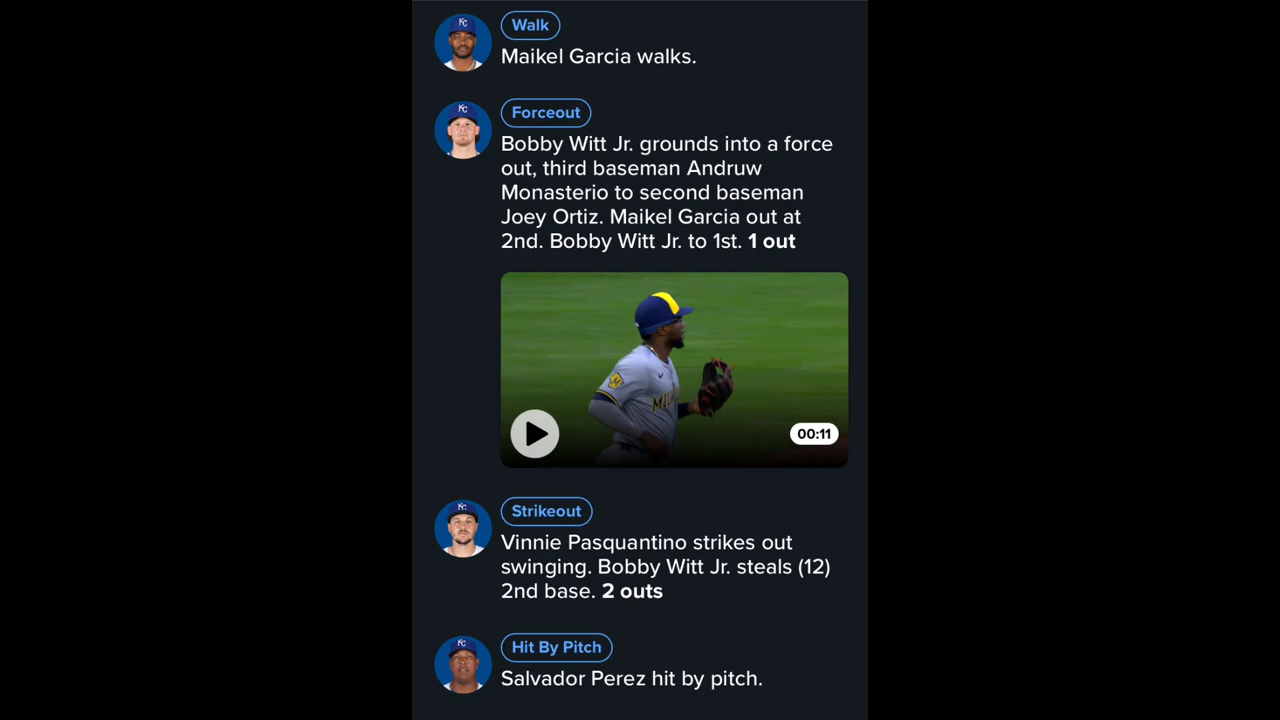 Walk
Maikel Garcia walks.
Forceout
Bobby Witt Jr. grounds into a force
out, third baseman Andruw
Monasterio to second baseman
Joey Ortiz. Maikel Garcia out at
2nd. Bobby Witt Jr. to 1st. 1 out
00:11
Strikeout
Vinnie Pasquantino strikes out
swinging. Bobby Witt Jr. steals (12)
2nd base. 2 outs
Hit By Pitch
Salvador Perez hit by pitch.